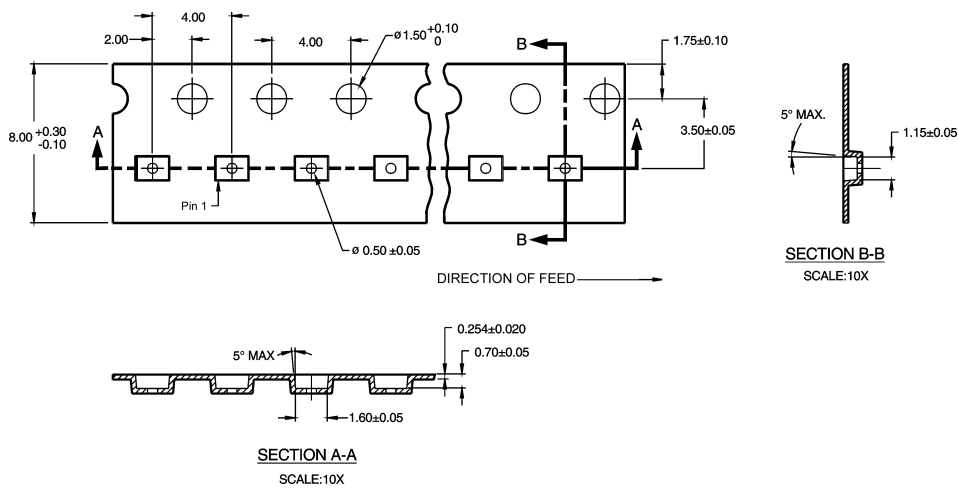 4.00
2.00
4.00
ø1.50 +0.10
0
B
1.75±0.10
8.00 +0.30
-0.10
A
A
3.50±0.05
5° MAX.
1.15±0.05
Pin 1
ø 0.50 ±0.05
B
SECTION B-B
SCALE:10X
DIRECTION OF FEED
0.254±0.020
0.70±0.05
5° MAX
1.60±0.05
SECTION A-A
SCALE:10X